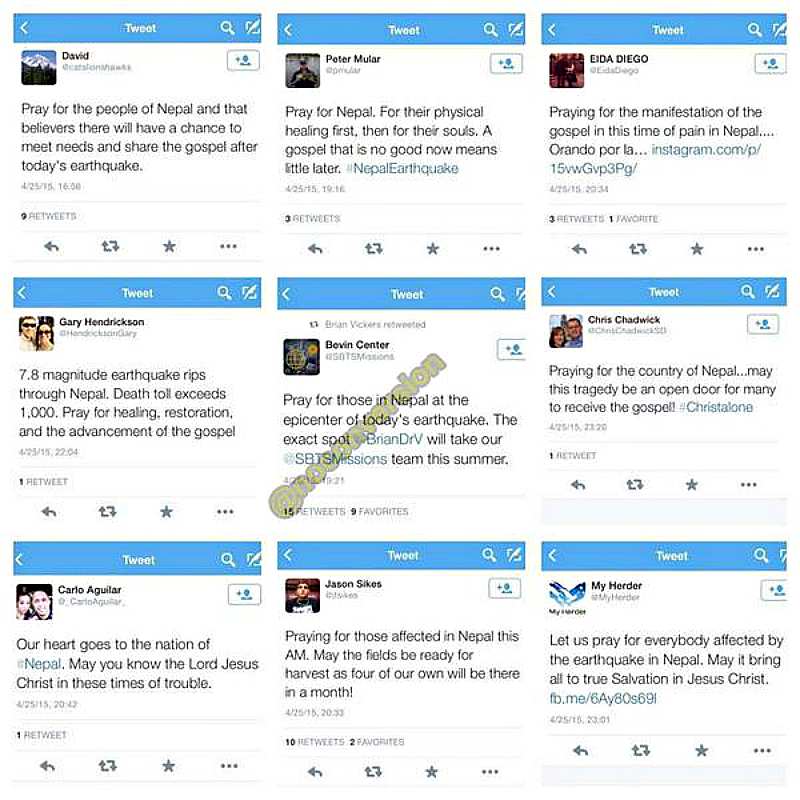 Tweet
David
@catalionshawks
Pray for the people of Nepal and that
believers there will have a chance to
meet needs and share the gospel after
today's earthquake.
4/25/15, 16:56
9 RETWEETS
Tweet
Peter Mular
@pmular
Pray for Nepal. For their physical
healing first, then for their souls. A
gospel that is no good now means
little later. #NepalEarthquake
4/25/15, 19:16
3 RETWEETS
Tweet
EIDA DIEGO
@EidaDiego
Praying for the manifestation of the
gospel in this time of pain in Nepal....
Orando por la... instagram.com/p/
15vwGvp3Pg/
4/25/15, 20:34
3 RETWEETS 1 FAVORITE
Tweet
Gary Hendrickson
@HendricksonGary
7.8 magnitude earthquake rips
through Nepal. Death toll exceeds
1,000. Pray for healing, restoration,
and the advancement of the gospel
4/25/15, 22:04
1 RETWEET
Tweet
Brian Vickers retweeted
Bevin Center
@SBTSMissions
Pray for those in Nepal at the
epicenter of today's earthquake. The
exact spot @BrianDrV will take our
@SBTSMissions team this summer.
19:21
15 RETWEETS 9 FAVORITES
Tweet
Chris Chadwick
@ChrisChadwickSD
Praying for the country of Nepal...may
this tragedy be an open door for many
to receive the gospel! #Christalone
4/25/15, 23:20
1 RETWEET
Tweet
Carlo Aguilar
@_CarloAguilar_
Our heart goes to the nation of
#Nepal. May you know the Lord Jesus
Christ in these times of trouble.
4/25/15, 20:42
1 RETWEET
Tweet
Jason Sikes
@jtsikes
Praying for those affected in Nepal this
AM. May the fields be ready for
harvest as four of our own will be there
in a month!
4/25/15, 20:33
10 RETWEETS 2 FAVORITES
Tweet
My Herder
My Herder
@MyHerder
Let us pray for everybody affected by
the earthquake in Nepal. May it bring
all to true Salvation in Jesus Christ.
fb.me/6Ay80s69l
4/25/15, 23:01
@noconversion